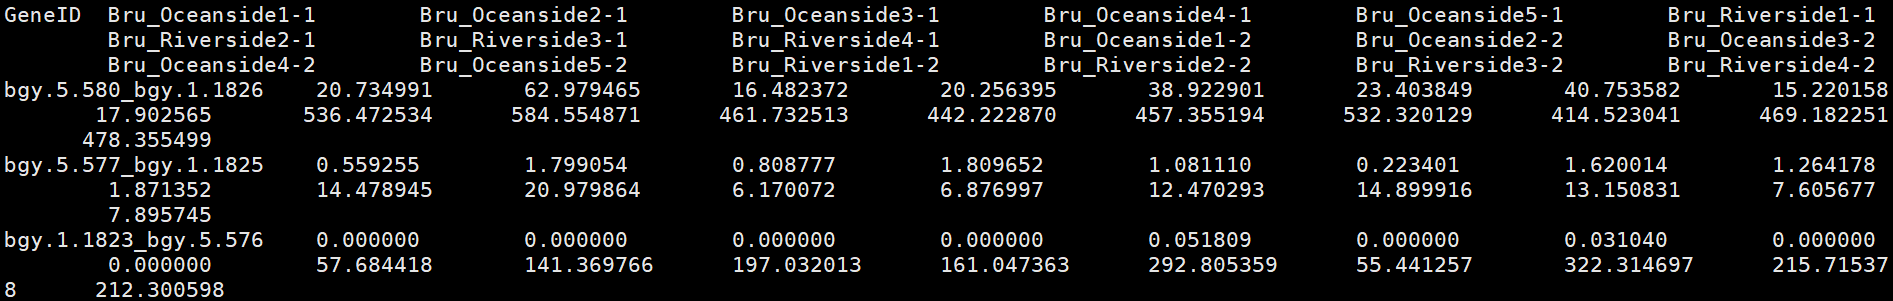 GeneID  Bru_Oceanside1-1        Bru_Oceanside2-1        Bru_Oceanside3-1        Bru_Oceanside4-1        Bru_Oceanside5-1        Bru_Riverside1-1
        Bru_Riverside2-1        Bru_Riverside3-1        Bru_Riverside4-1        Bru_Oceanside1-2        Bru_Oceanside2-2        Bru_Oceanside3-2
        Bru_Oceanside4-2        Bru_Oceanside5-2        Bru_Riverside1-2        Bru_Riverside2-2        Bru_Riverside3-2        Bru_Riverside4-2
bgy.5.580_bgy.1.1826    20.734991       62.979465       16.482372       20.256395       38.922901       23.403849       40.753582       15.220158
       17.902565       536.472534      584.554871      461.732513      442.222870      457.355194      532.320129      414.523041      469.182251
      478.355499
bgy.5.577_bgy.1.1825    0.559255        1.799054        0.808777        1.809652        1.081110        0.223401        1.620014        1.264178
        1.871352        14.478945       20.979864       6.170072        6.876997        12.470293       14.899916       13.150831       7.605677
        7.895745
bgy.1.1823_bgy.5.576    0.000000        0.000000        0.000000        0.000000        0.051809        0.000000        0.031040        0.000000
        0.000000        57.684418       141.369766      197.032013      161.047363      292.805359      55.441257       322.314697      215.71537
8      212.300598